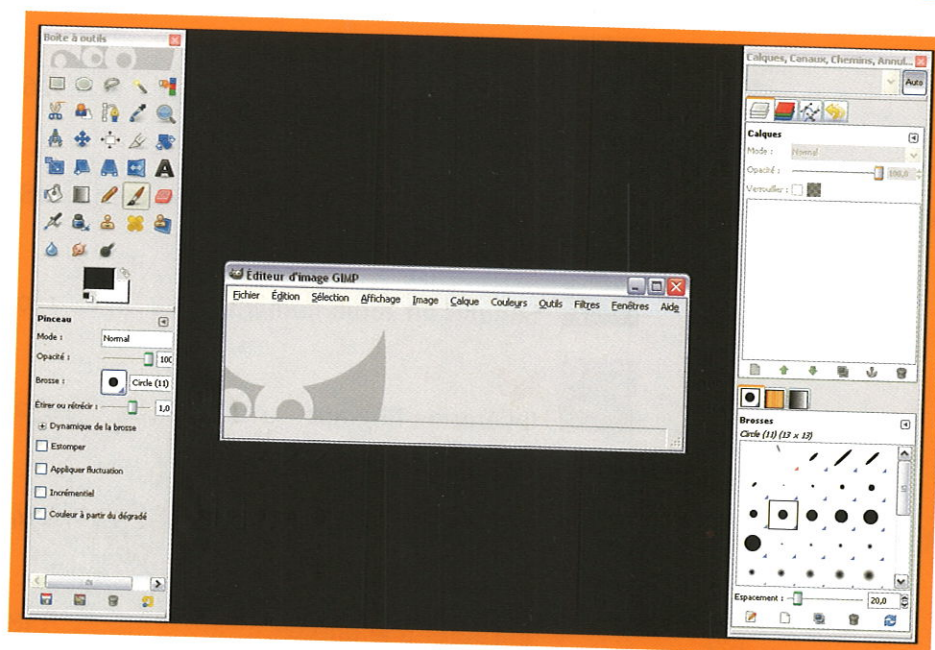 Boîte à outils
Pinceau
Mode :
Normal
Opacité :
100
Brosse :
Circle (11)
Étirer ou rétrécir :
1,0
Dynamique de la brosse
Estomper
Appliquer fluctuation
Incrémentiel
Couleur à partir du dégradé
Éditeur d'image GIMP
Fichier Édition Sélection Affichage Image Calque Couleurs Outils Filtres Fenêtres Aide
Calques, Canaux, Chemins, Annul...
Auto
Calques
Mode : Normal
Opacité : 100,0
Verrouiller :
Brosses
Circle (11) (13 x 13)
Espacement : 20,0